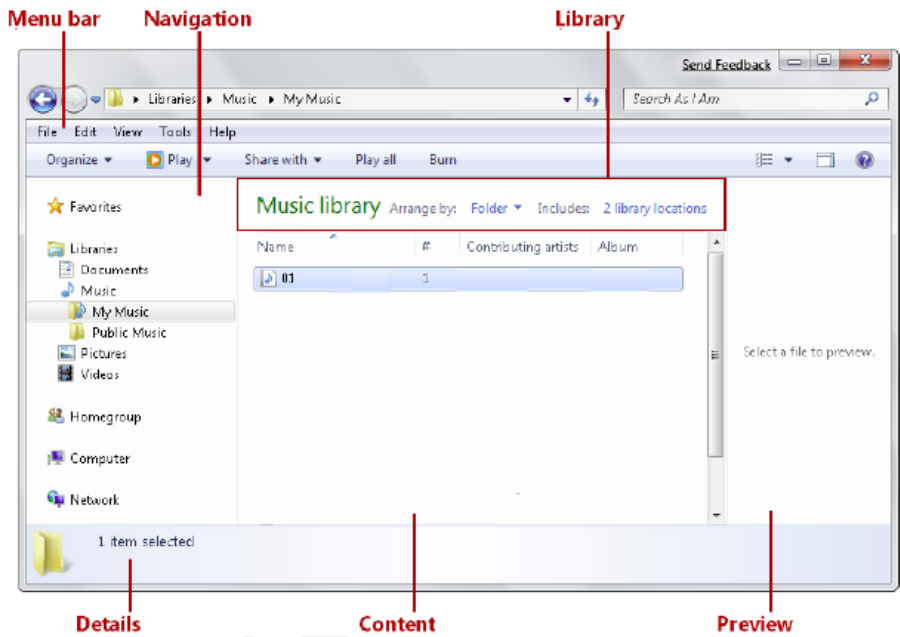 Menu bar Navigation Library
Send Feedback
Libraries Music My Music Search As I Am
File Edit View Tools Help
Organize Play Share with Play all Burn
Favorites
Music library Arrange by: Folder Includes: 2 library locations
Libraries
Name # Contributing artists Album
Documents
01 1
Music
My Music
Public Music
Pictures
Select a file to preview.
Videos
Homegroup
Computer
Network
1 item selected
Details Content Preview